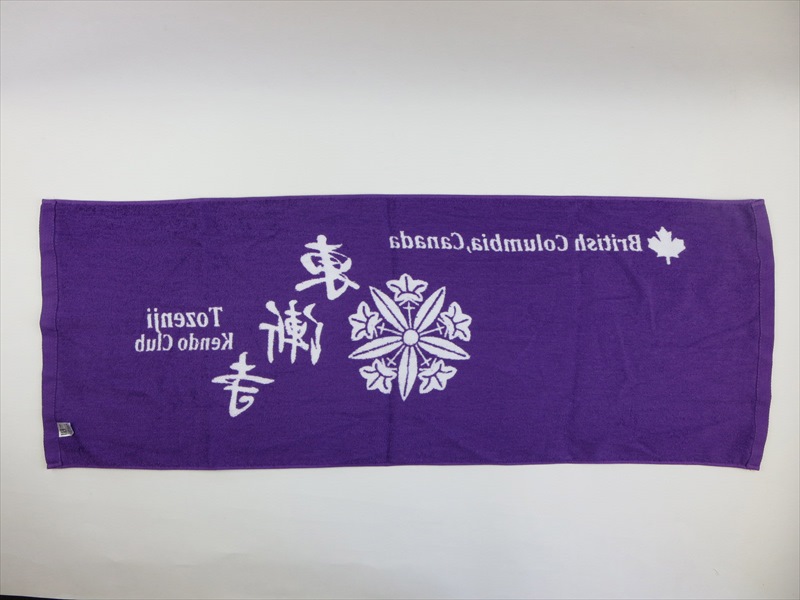 British Columbia, Canada
東漸寺
Tozenji
Kendo Club